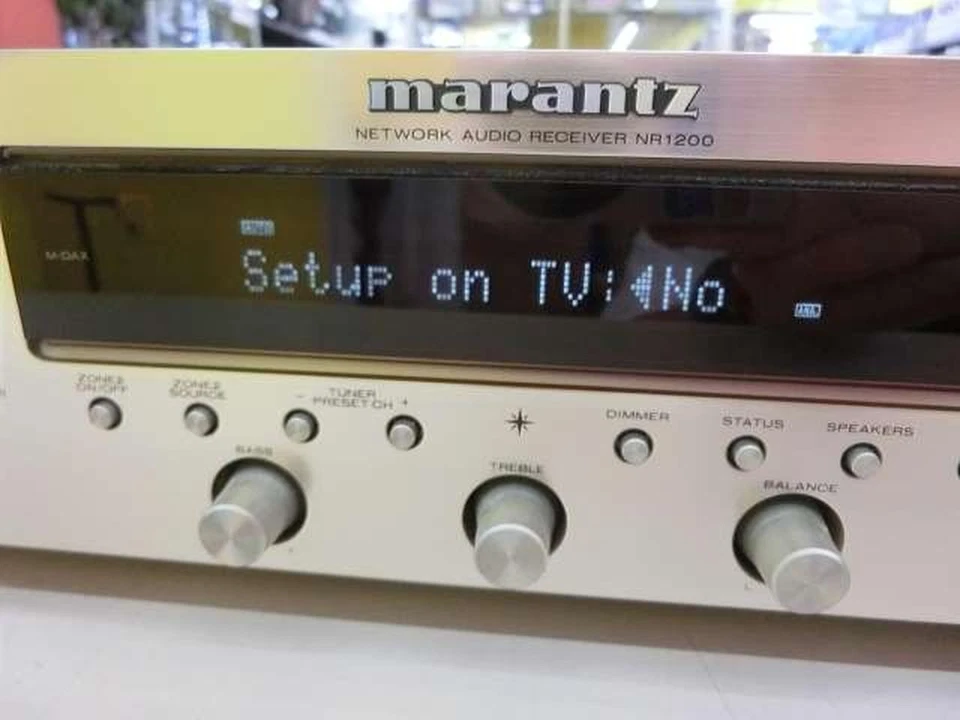 marantz
NETWORK AUDIO RECEIVER NR1200
M-DAX
Setup on TV:◀No
ZONE2 ON/OFF
ZONE2 SOURCE
− TUNER PRESET CH +
DIMMER
STATUS
SPEAKERS
BASS
TREBLE
BALANCE
L